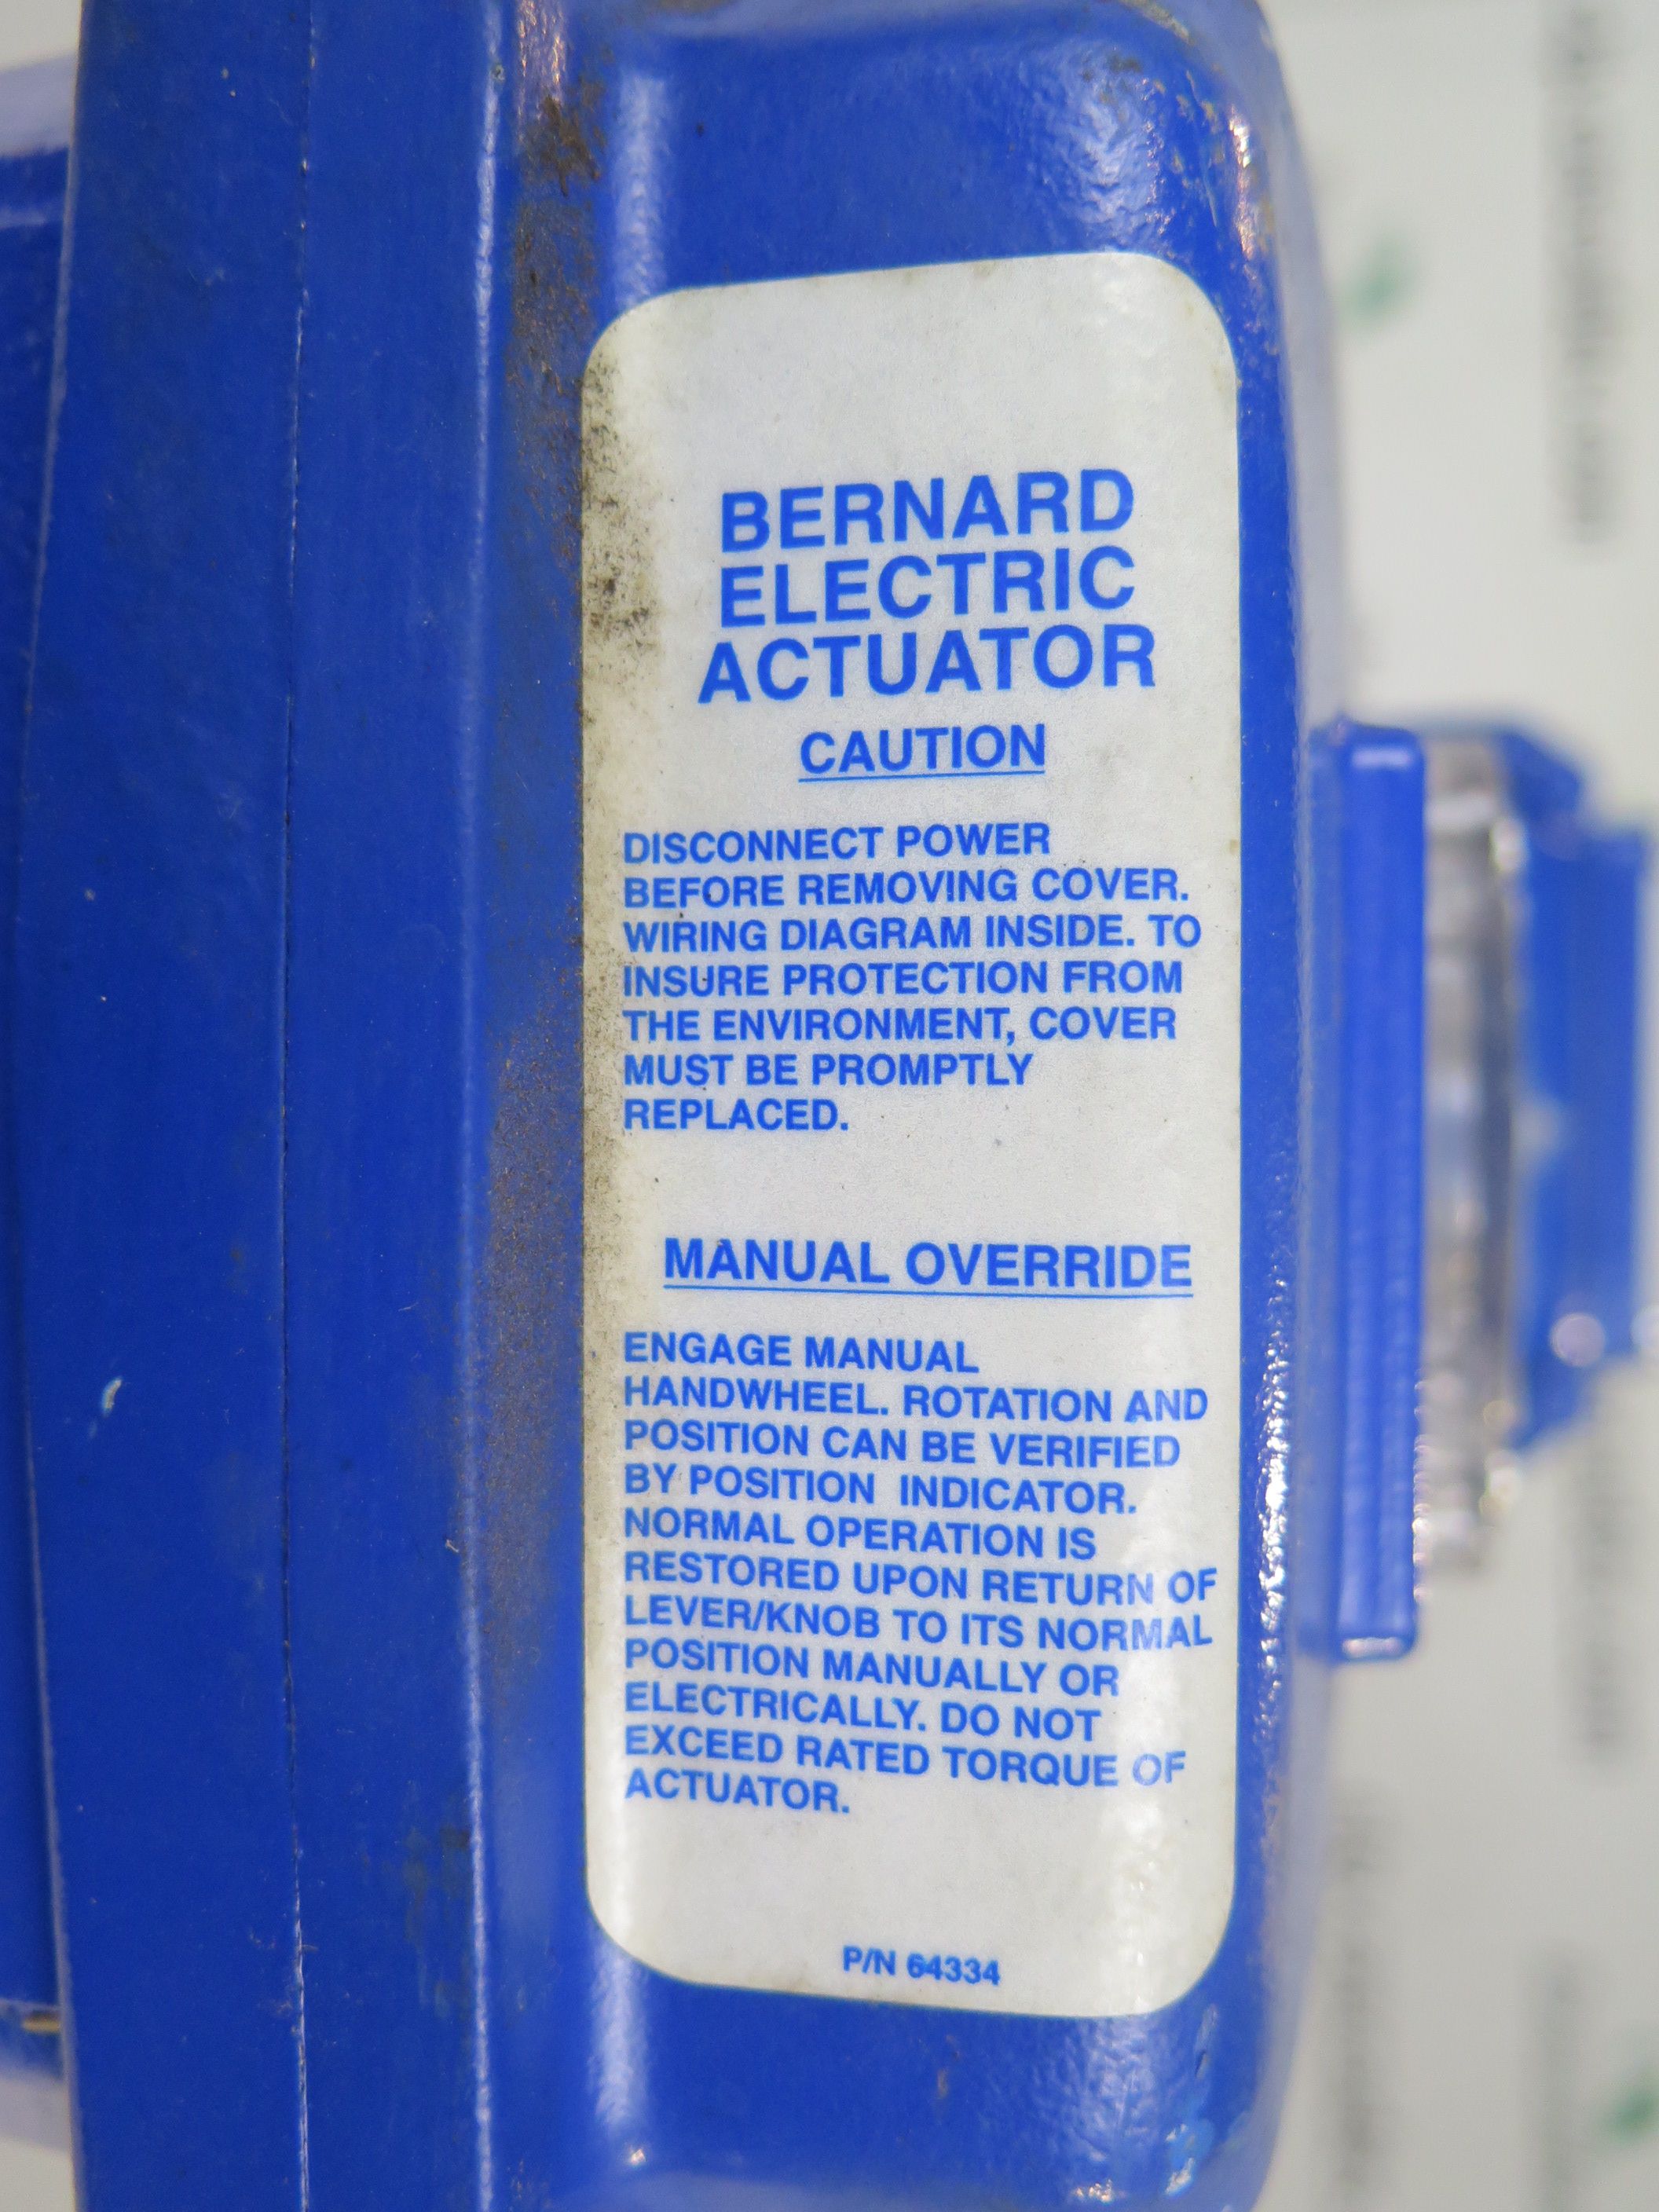 BERNARD
ELECTRIC
ACTUATOR
CAUTION
DISCONNECT POWER
BEFORE REMOVING COVER.
WIRING DIAGRAM INSIDE. TO
INSURE PROTECTION FROM
THE ENVIRONMENT, COVER
MUST BE PROMPTLY
REPLACED.
MANUAL OVERRIDE
ENGAGE MANUAL
HANDWHEEL. ROTATION AND
POSITION CAN BE VERIFIED
BY POSITION INDICATOR.
NORMAL OPERATION IS
RESTORED UPON RETURN OF
LEVER/KNOB TO ITS NORMAL
POSITION MANUALLY OR
ELECTRICALLY. DO NOT
EXCEED RATED TORQUE OF
ACTUATOR.
P/N 64334